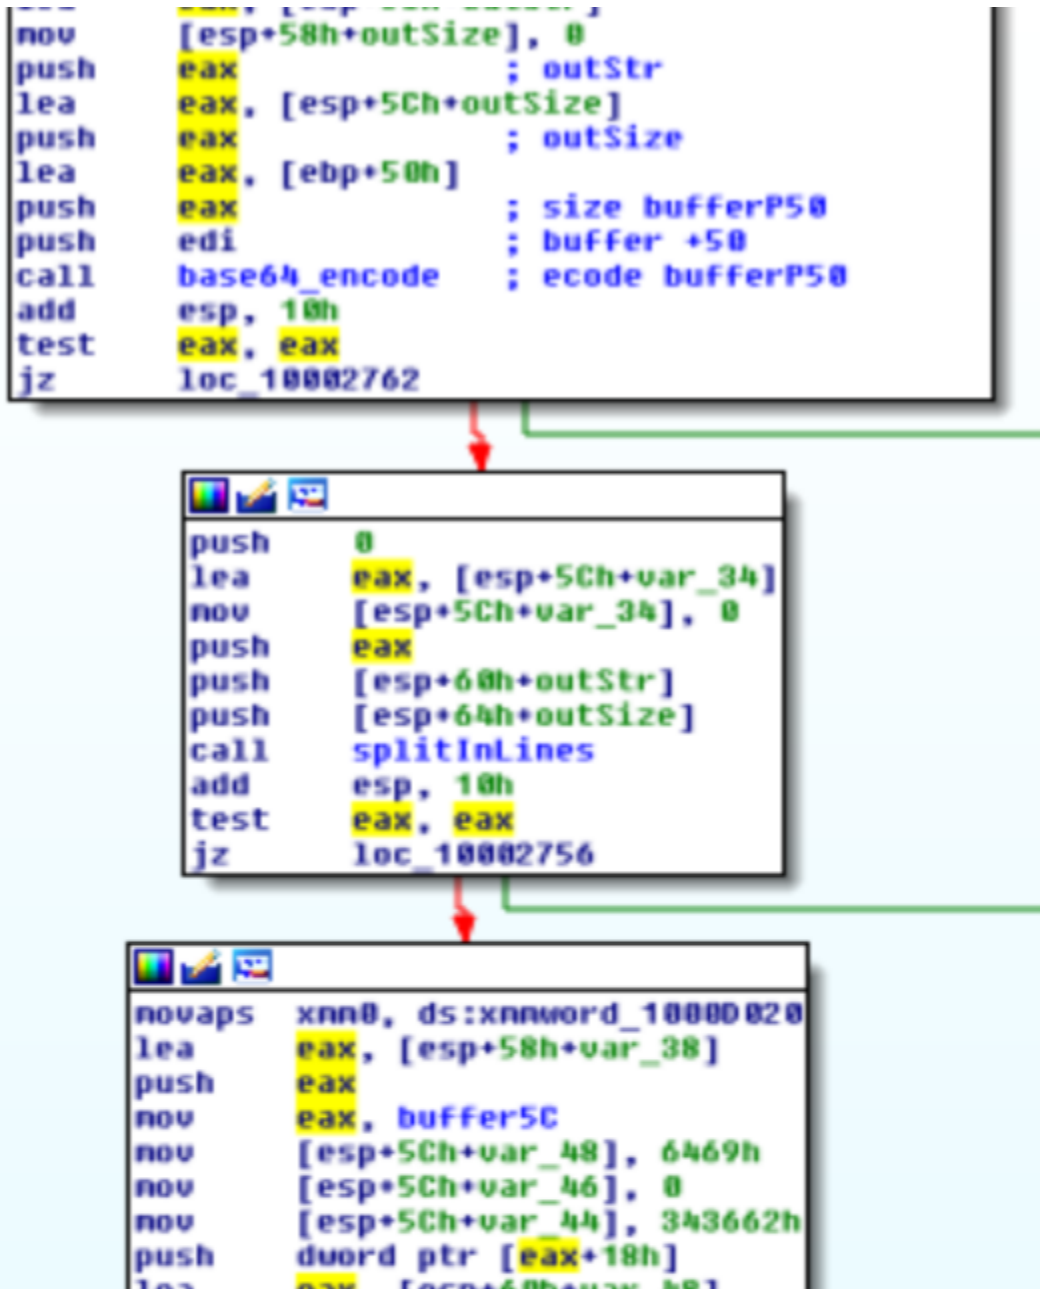 mov [esp+58h+outSize], 0
push eax ; outStr
lea eax, [esp+5Ch+outSize]
push eax ; outSize
lea eax, [ebp+50h]
push eax ; size bufferP50
push edi ; buffer +50
call base64_encode ; ecode bufferP50
add esp, 10h
test eax, eax
jz loc_10002762
push 0
lea eax, [esp+5Ch+var_34]
mov [esp+5Ch+var_34], 0
push eax
push [esp+60h+outStr]
push [esp+64h+outSize]
call splitInLines
add esp, 10h
test eax, eax
jz loc_10002756
movaps xmm0, ds:xmmword_1000D020
lea eax, [esp+58h+var_38]
push eax
mov eax, buffer5C
mov [esp+5Ch+var_48], 6469h
mov [esp+5Ch+var_46], 0
mov [esp+5Ch+var_44], 343662h
push dword ptr [eax+18h]
lea eax, [esp+60h+var_48]